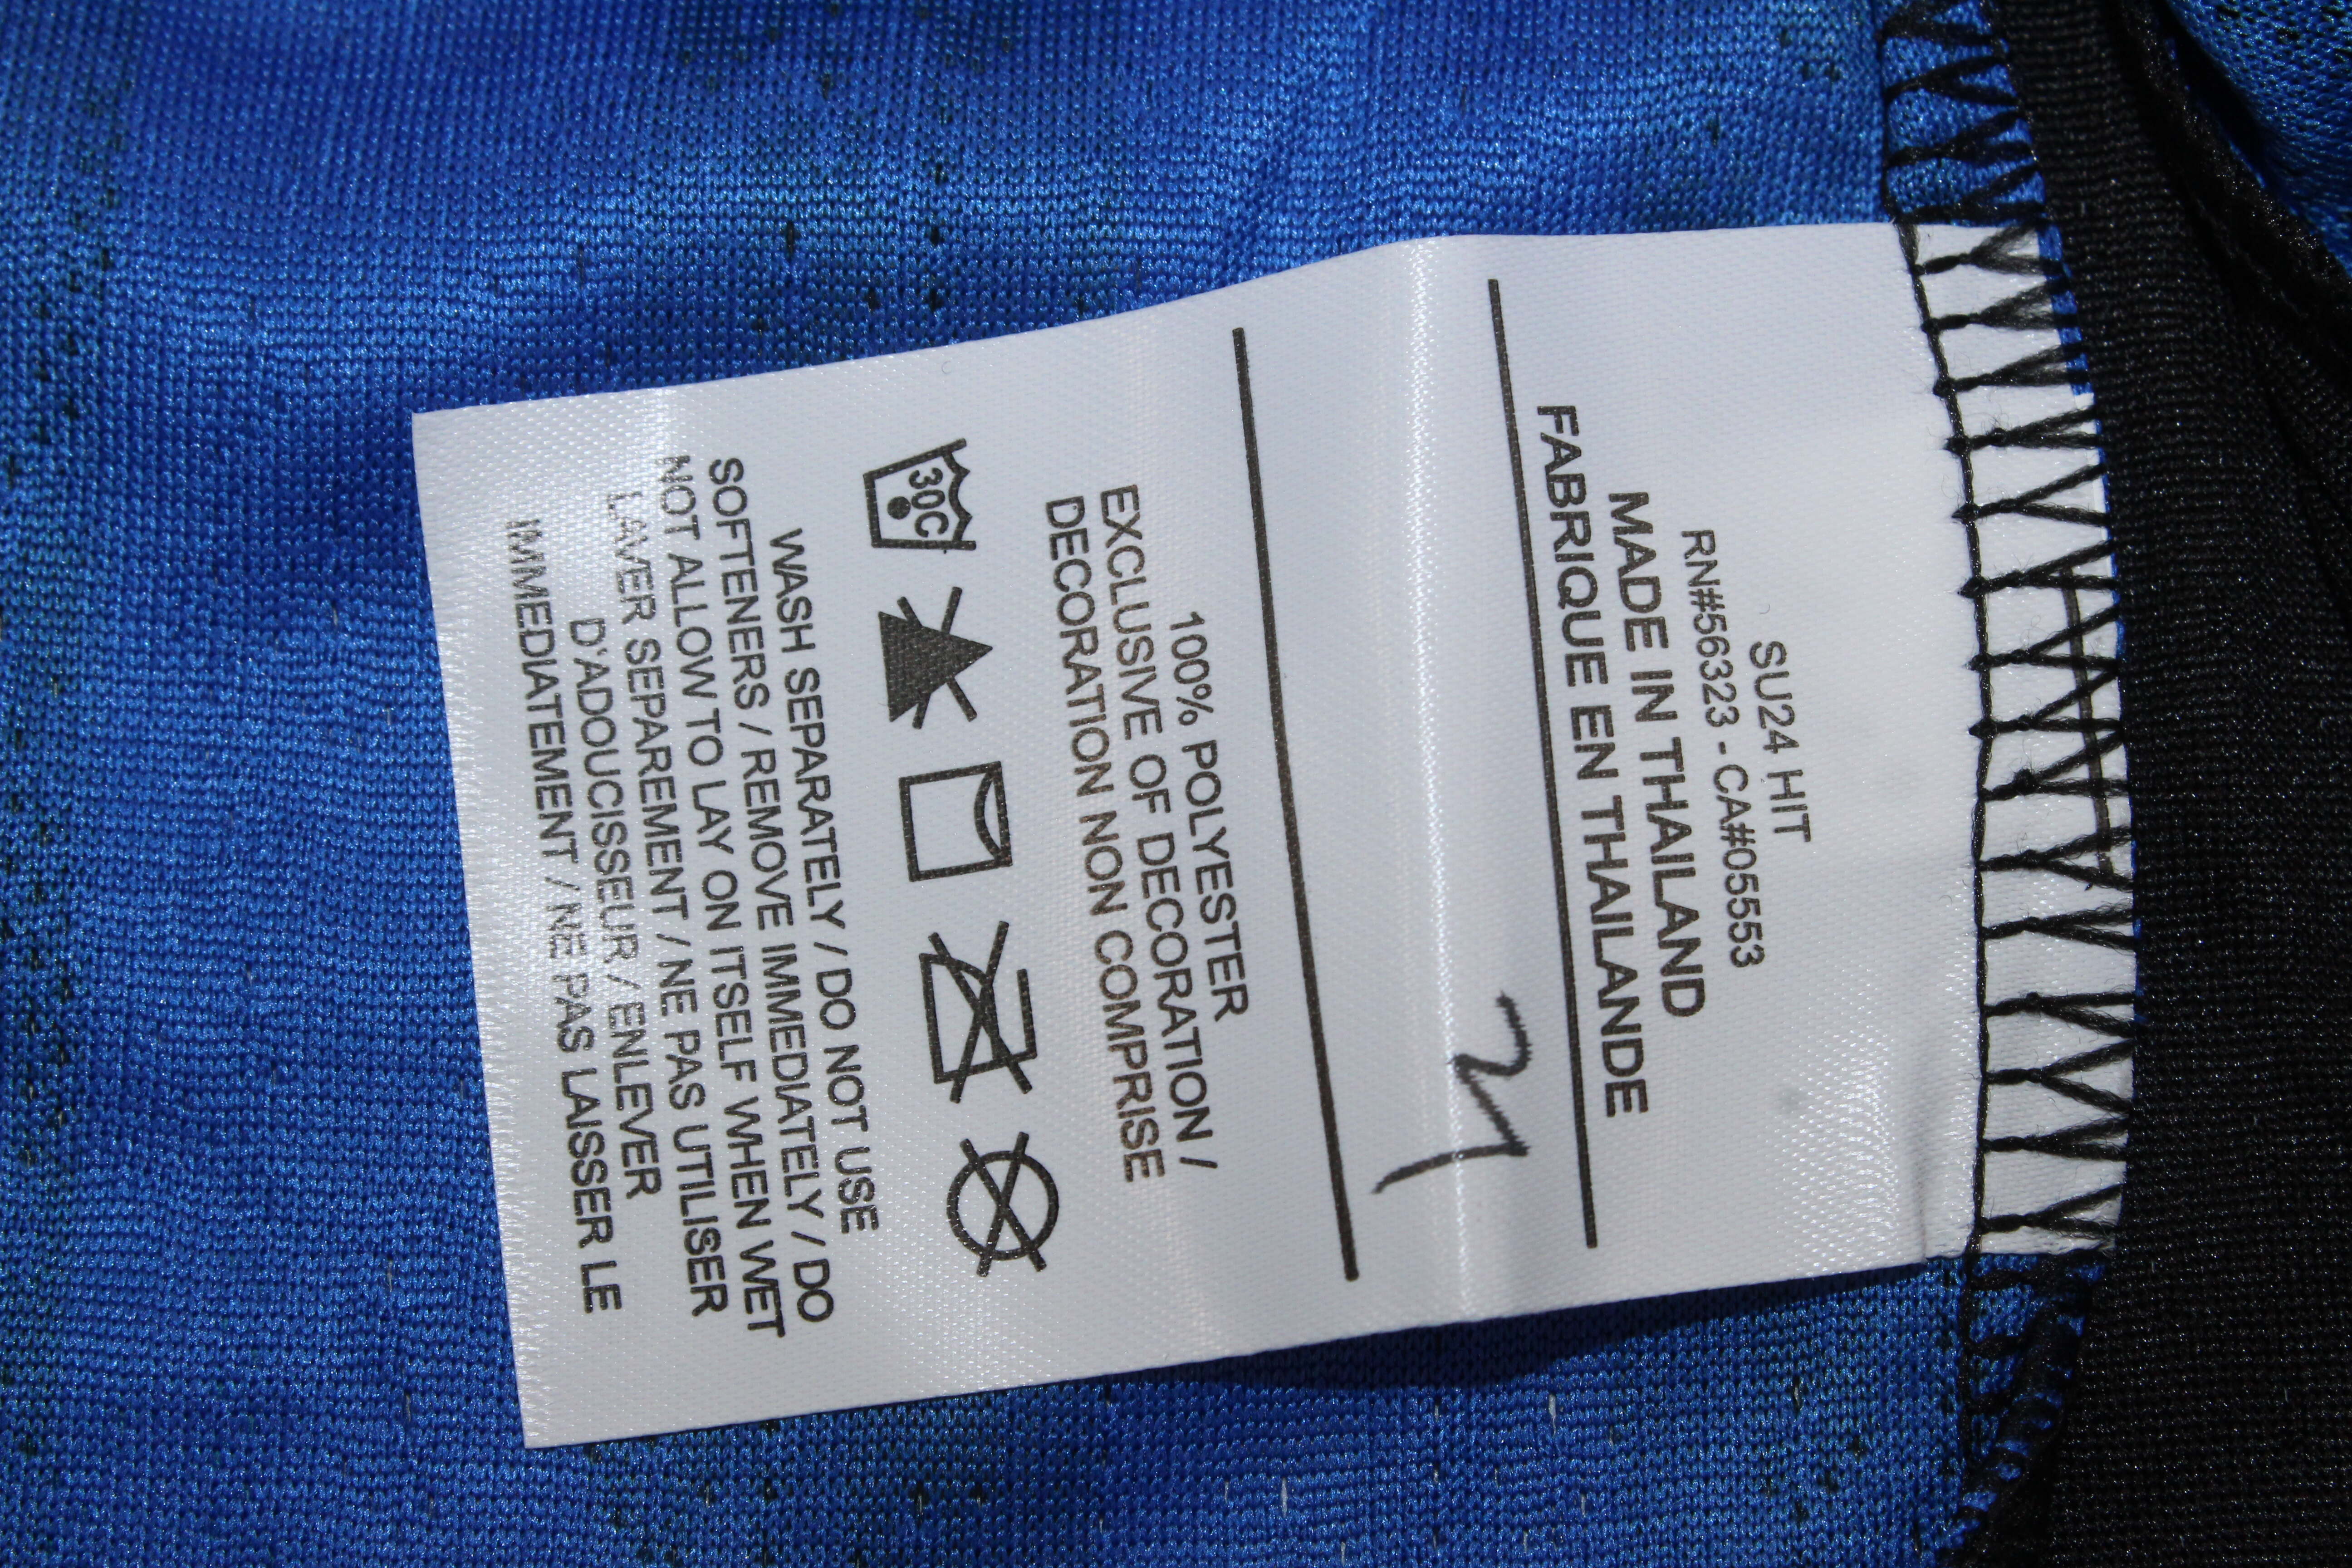 SU24 HIT
RN#56323 - CA#05553
MADE IN THAILAND
FABRIQUE EN THAILANDE
100% POLYESTER
EXCLUSIVE OF DECORATION /
DECORATION NON COMPRISE
30C
WASH SEPARATELY / DO NOT USE
SOFTENERS / REMOVE IMMEDIATELY / DO
NOT ALLOW TO LAY ON ITSELF WHEN WET
LAVER SEPAREMENT / NE PAS UTILISER
D'ADOUCISSEUR / ENLEVER
IMMEDIATEMENT / NE PAS LAISSER LE